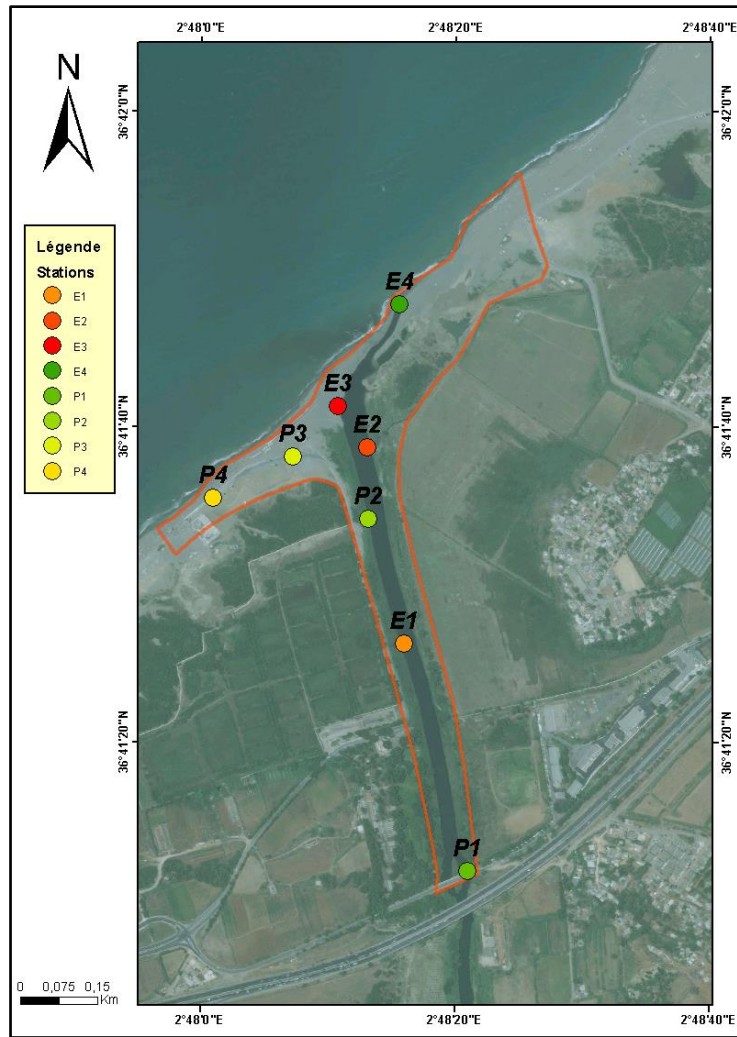 2°48'0"E 2°48'20"E 2°48'40"E
N
36°42'0"N 36°42'0"N
Légende
Stations
E1
E2
E3
E4
P1
P2
P3
P4
E4
E3
36°41'40"N 36°41'40"N
E2
P3
P4
P2
E1
36°41'20"N 36°41'20"N
P1
0 0,075 0,15
Km
2°48'0"E 2°48'20"E 2°48'40"E